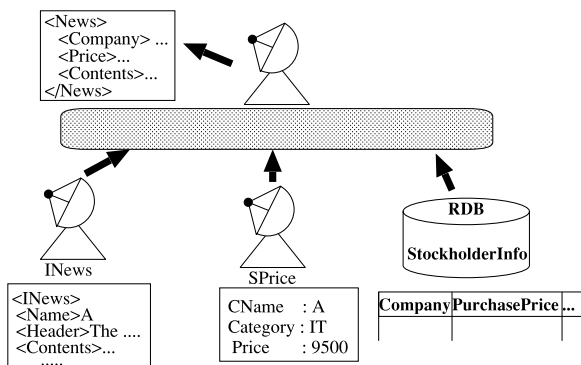 <News>
<Company> ...
<Price>...
<Contents>...
</News>
INews
<INews>
<Name>A
<Header>The ....
<Contents>...
.....
SPrice
CName : A
Category : IT
Price : 9500
RDB
StockholderInfo
Company PurchasePrice ...